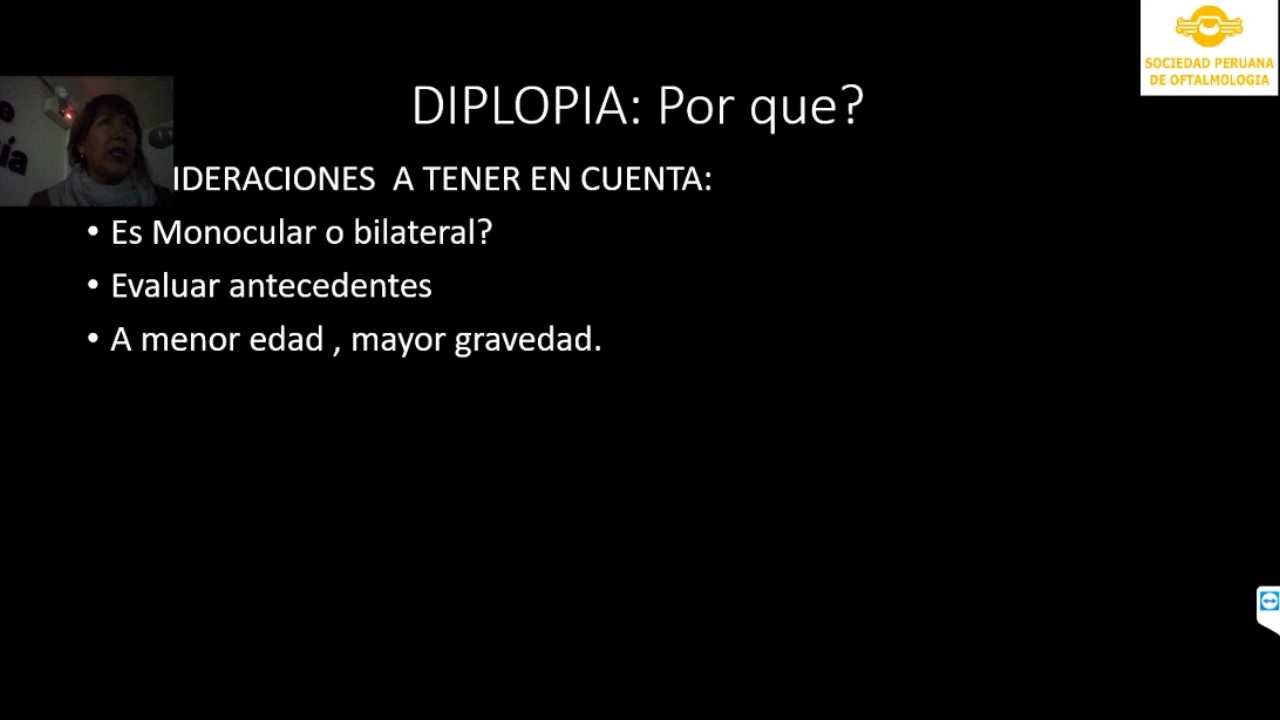 SOCIEDAD PERUANA
DE OFTALMOLOGIA
DIPLOPIA: Por que?
IDERACIONES A TENER EN CUENTA:
• Es Monocular o bilateral?
• Evaluar antecedentes
• A menor edad , mayor gravedad.